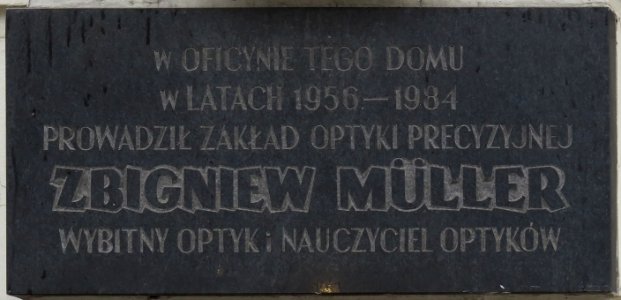 W OFICYNIE TEGO DOMU
W LATACH 1956–1984
PROWADZIŁ ZAKŁAD OPTYKI PRECYZYJNEJ
ZBIGNIEW MÜLLER
WYBITNY OPTYK i NAUCZYCIEL OPTYKÓW